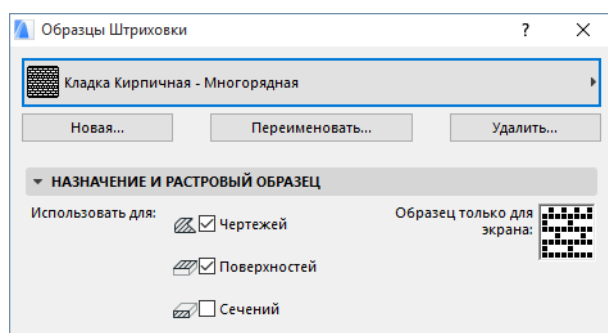 Образцы Штриховки
Кладка Кирпичная - Многорядная
Новая... Переименовать... Удалить...
НАЗНАЧЕНИЕ И РАСТРОВЫЙ ОБРАЗЕЦ
Использовать для:
Чертежей
Поверхностей
Сечений
Образец только для
экрана: